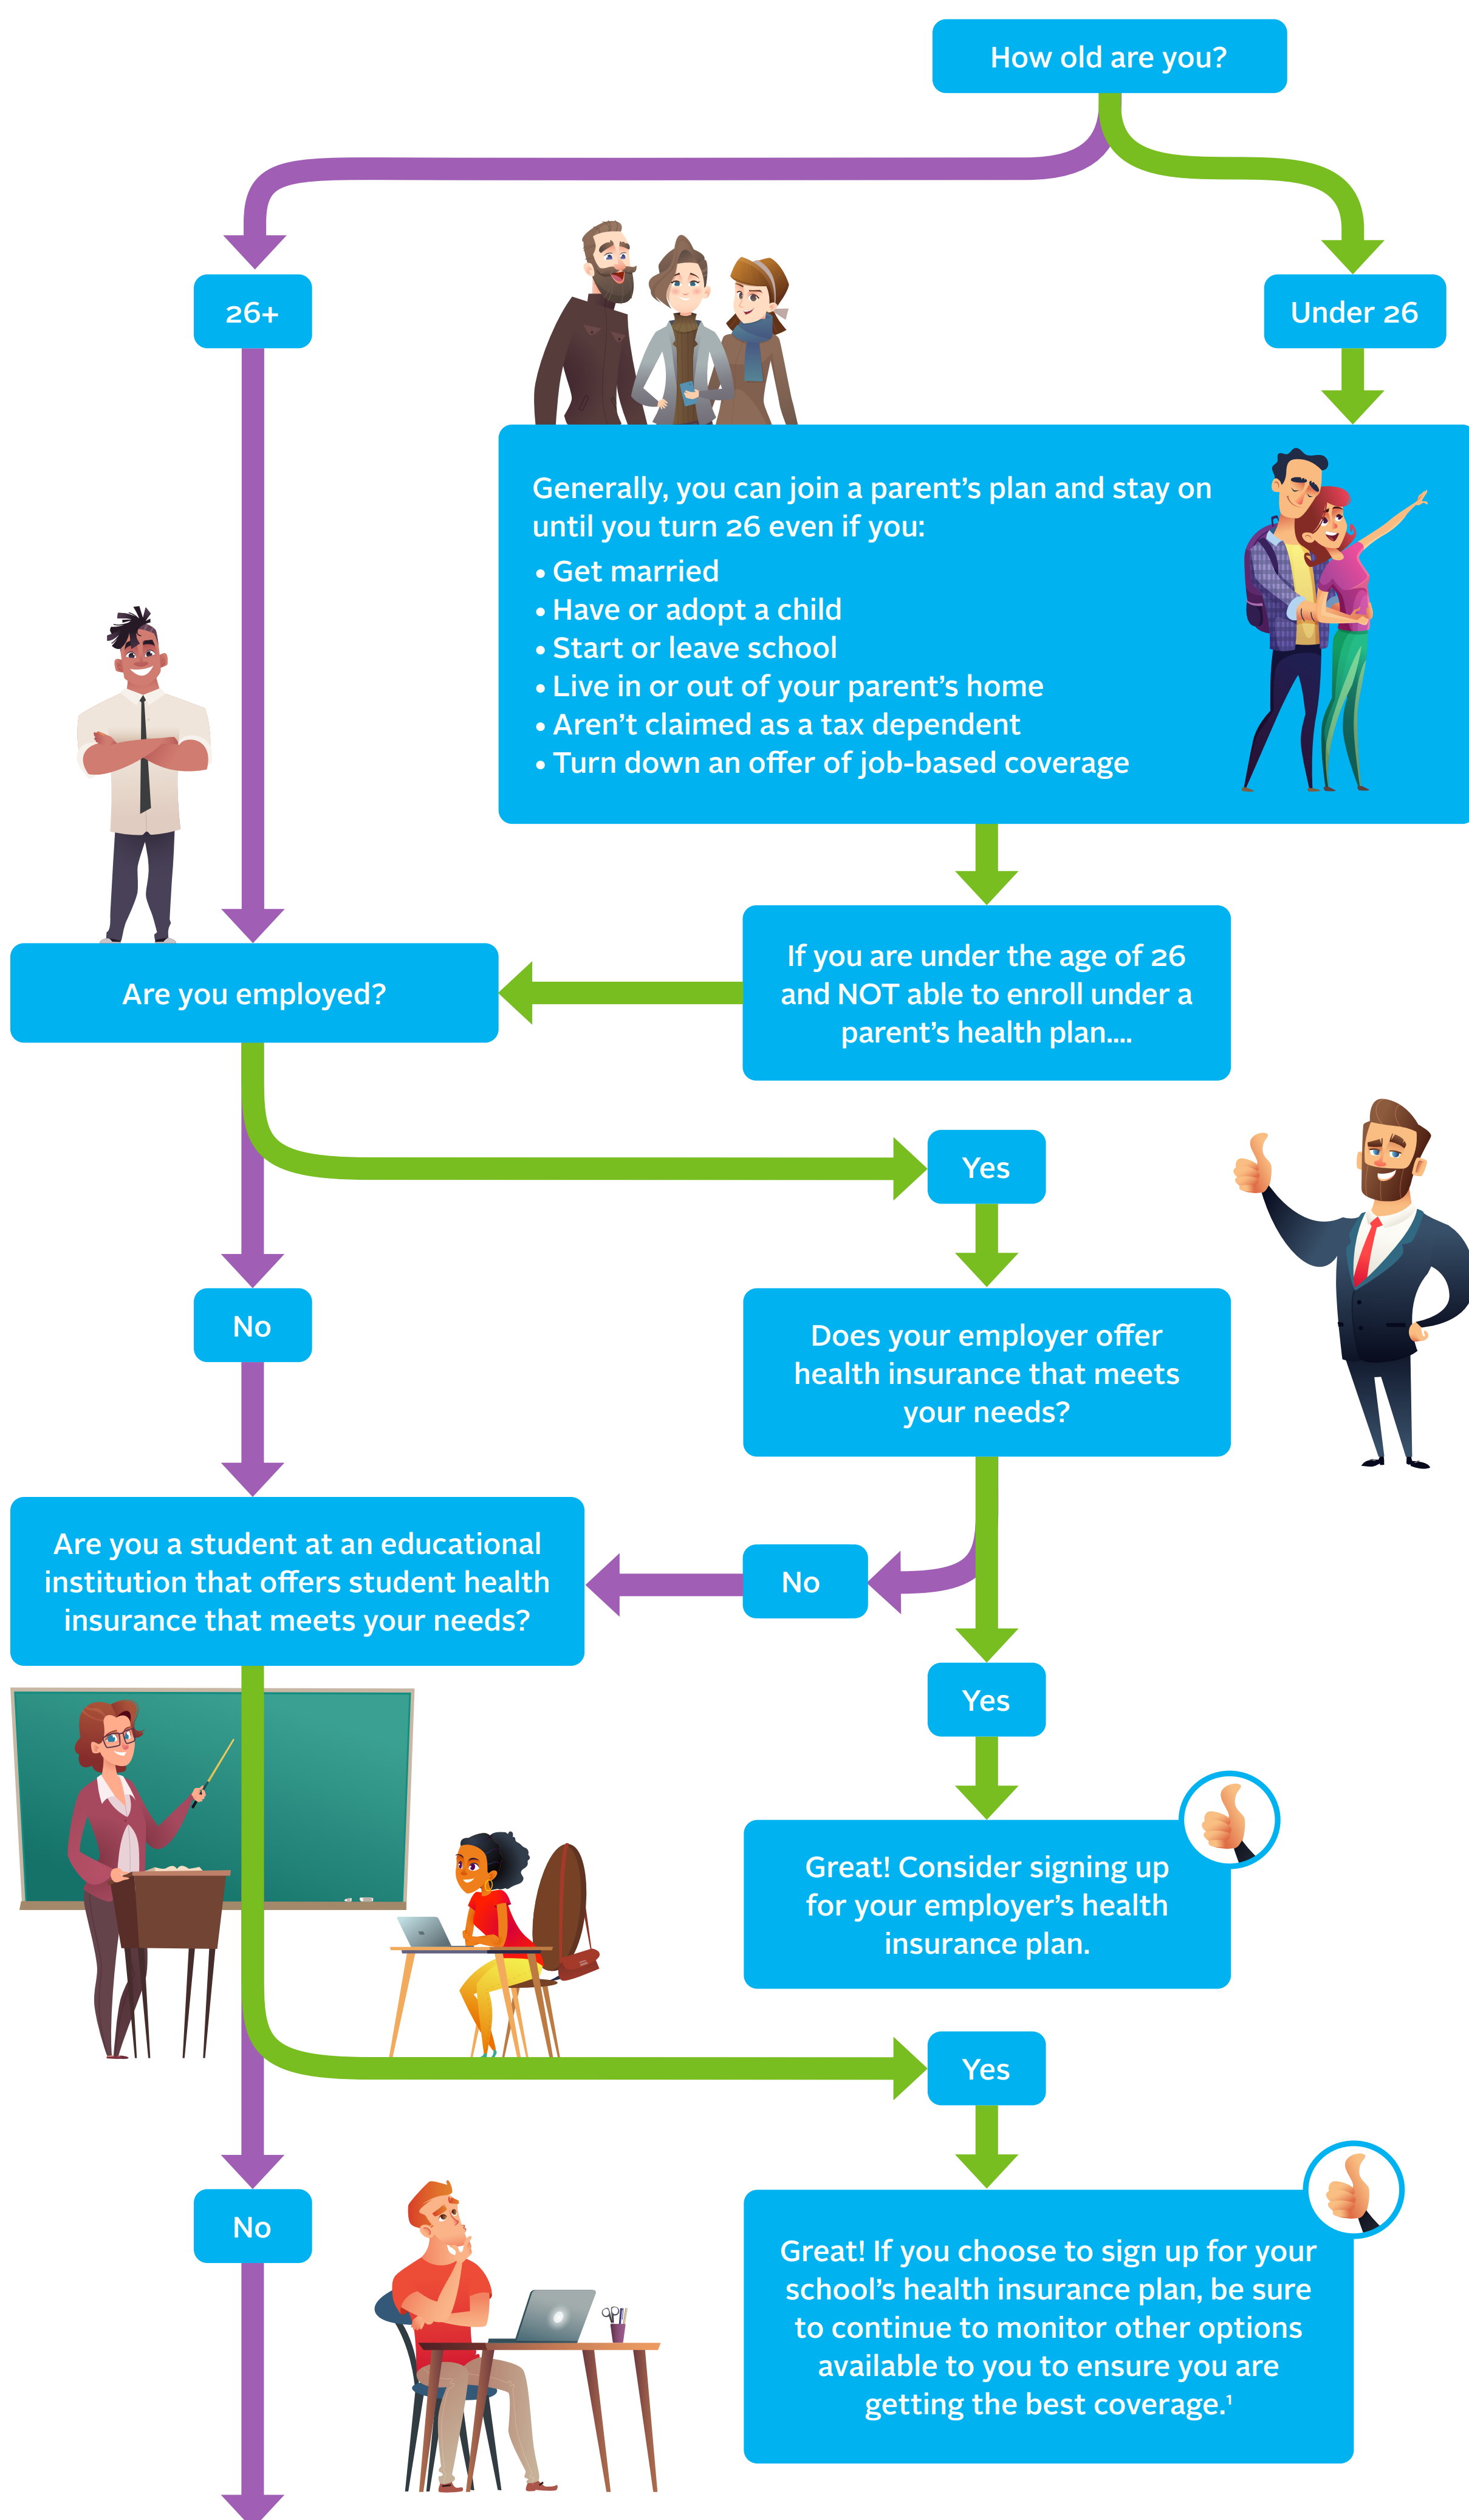 How old are you?
26+
Under 26
Generally, you can join a parent's plan and stay on
until you turn 26 even if you:
• Get married
• Have or adopt a child
• Start or leave school
• Live in or out of your parent's home
• Aren't claimed as a tax dependent
• Turn down an offer of job-based coverage
If you are under the age of 26
and NOT able to enroll under a
parent's health plan....
Are you employed?
Yes
No
Does your employer offer
health insurance that meets
your needs?
Are you a student at an educational
institution that offers student health
insurance that meets your needs?
No
Yes
Great! Consider signing up
for your employer's health
insurance plan.
Yes
No
Great! If you choose to sign up for your
school's health insurance plan, be sure
to continue to monitor other options
available to you to ensure you are
getting the best coverage.¹